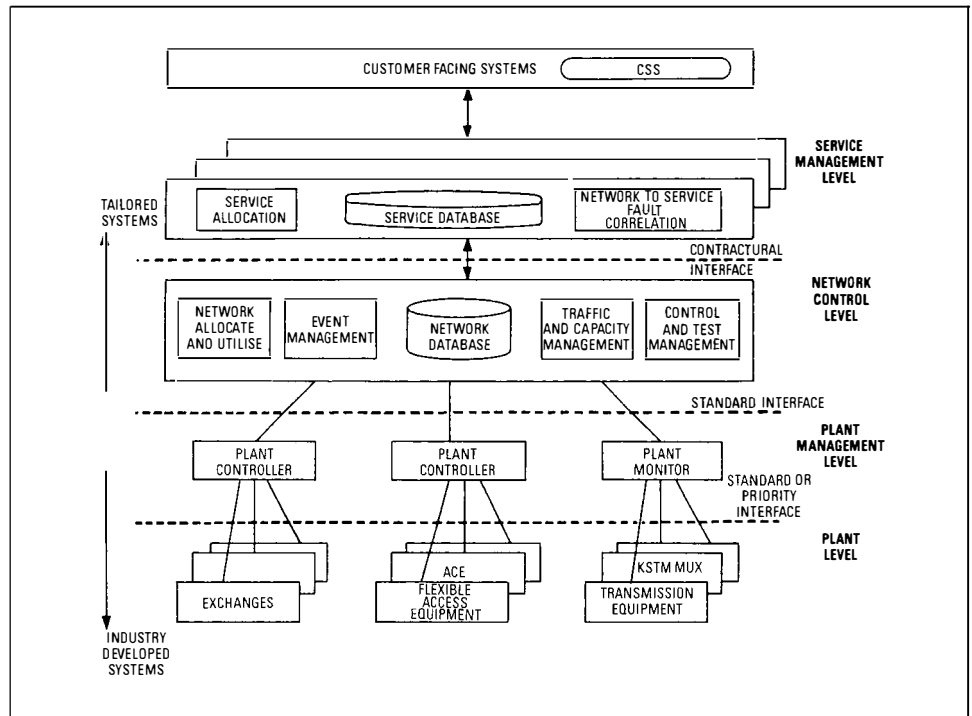 CUSTOMER FACING SYSTEMS
CSS
SERVICE
MANAGEMENT
LEVEL
TAILORED
SYSTEMS
SERVICE
ALLOCATION
SERVICE DATABASE
NETWORK TO SERVICE
FAULT
CORRELATION
CONTRACTURAL
INTERFACE
NETWORK
CONTROL
LEVEL
NETWORK
ALLOCATE
AND UTILISE
EVENT
MANAGEMENT
NETWORK
DATABASE
TRAFFIC
AND CAPACITY
MANAGEMENT
CONTROL
AND TEST
MANAGEMENT
STANDARD INTERFACE
PLANT
MANAGEMENT
LEVEL
PLANT
CONTROLLER
PLANT
CONTROLLER
PLANT
MONITOR
STANDARD OR
PRIORITY
INTERFACE
PLANT
LEVEL
EXCHANGES
ACE
FLEXIBLE
ACCESS
EQUIPMENT
KSTM MUX
TRANSMISSION
EQUIPMENT
INDUSTRY
DEVELOPED
SYSTEMS